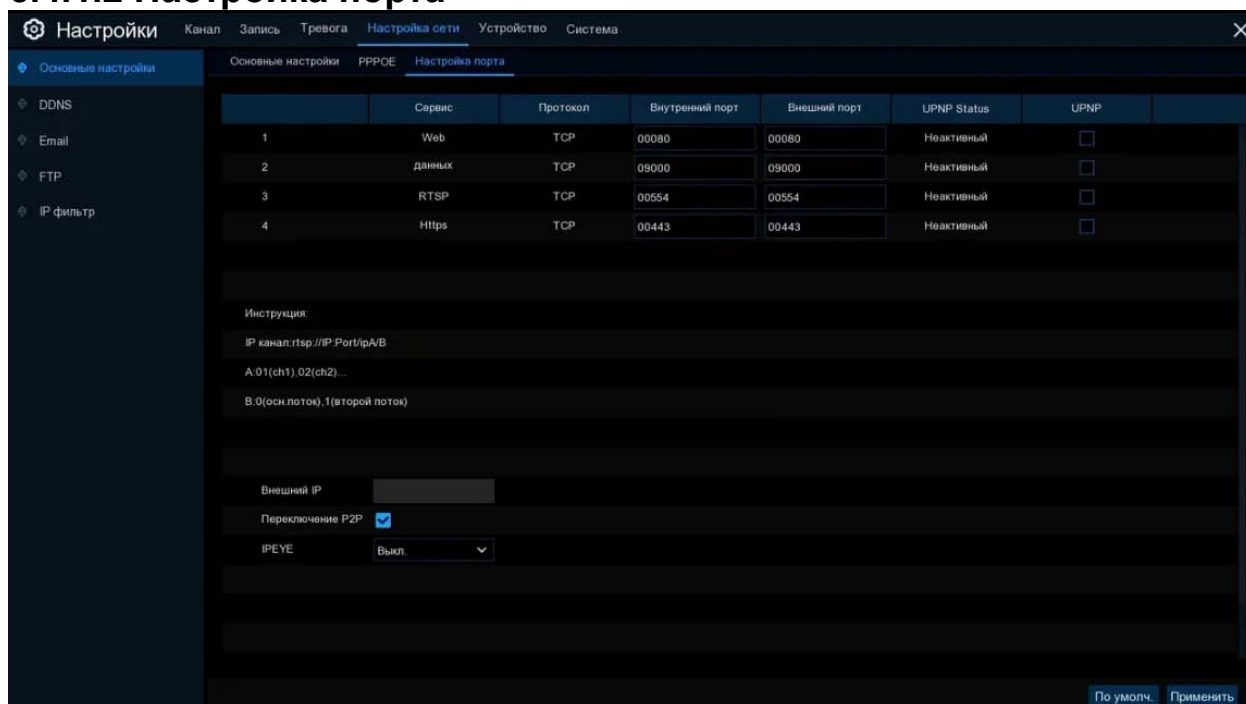 Настройка порта
Настройки Канал Запись Тревога Настройка сети Устройство Система
Основные настройки
DDNS
Email
FTP
IP фильтр
Основные настройки PPPOE Настройка порта
Сервис Протокол Внутренний порт Внешний порт UPNP Status UPNP
1 Web TCP 00080 00080 Неактивный
2 данных TCP 09000 09000 Неактивный
3 RTSP TCP 00554 00554 Неактивный
4 Https TCP 00443 00443 Неактивный
Инструкция:
IP канал:rtsp://IP:Port/ipA/B
A:01(ch1),02(ch2)...
B:0(осн.поток),1(второй поток)
Внешний IP
Переключение P2P
IPEYE Выкл.
По умолч. Применить